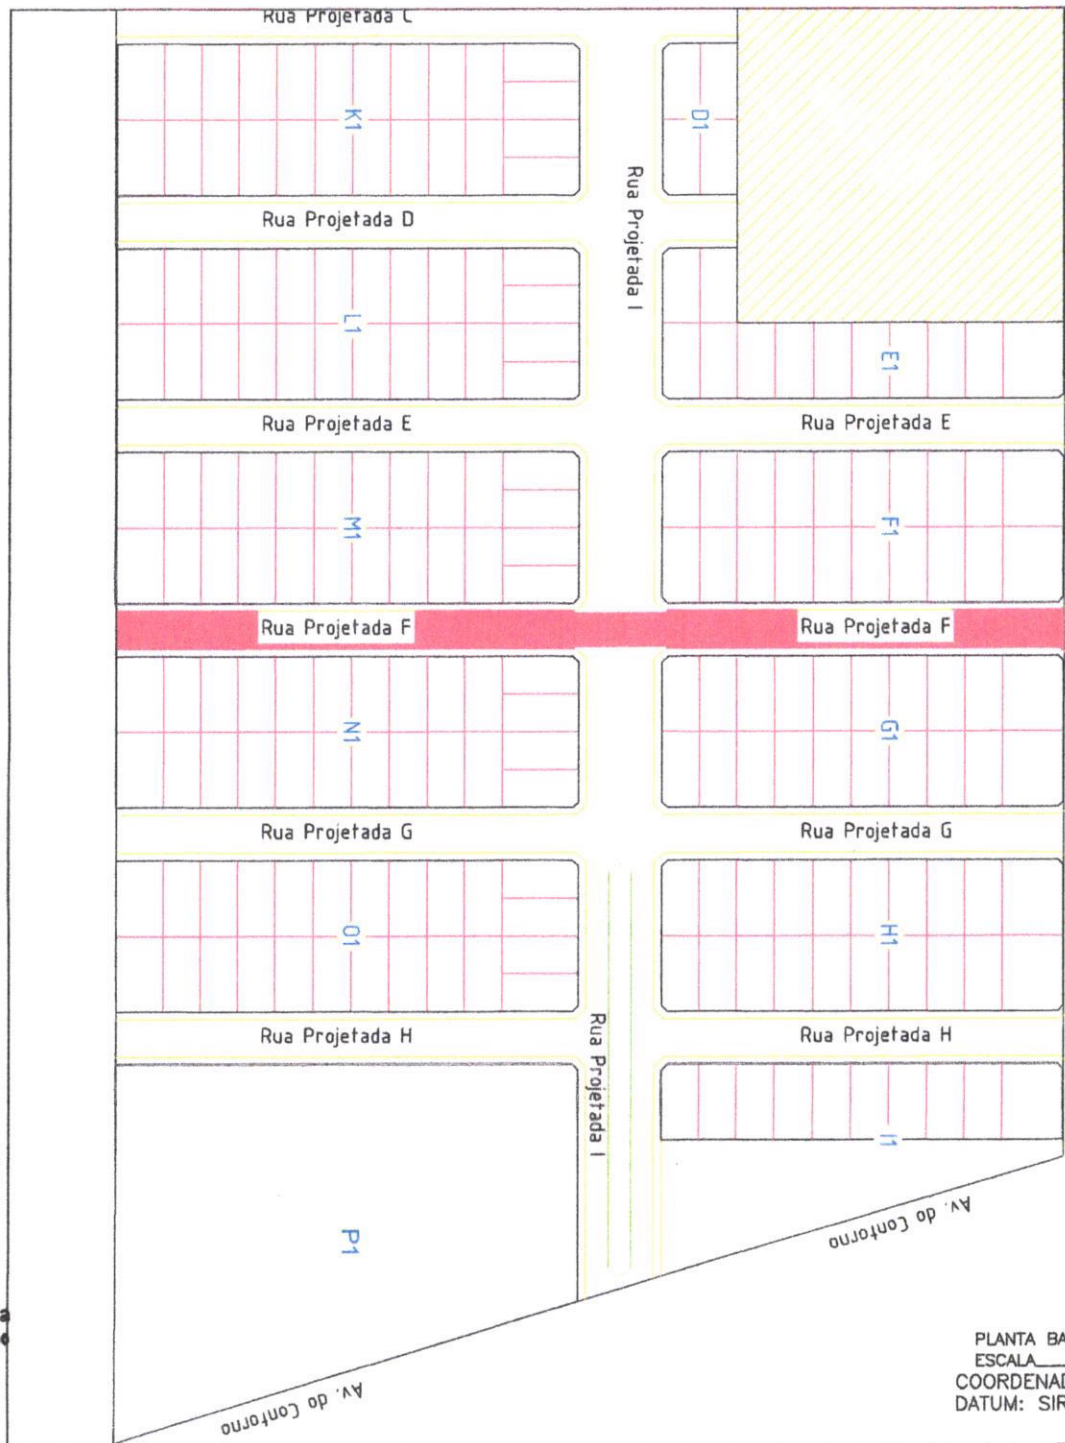 Rua Projetada C
K1
D1
Rua Projetada I
Rua Projetada D
L1
E1
Rua Projetada E
Rua Projetada E
M1
F1
Rua Projetada F
Rua Projetada F
N1
G1
Rua Projetada G
Rua Projetada G
O1
H1
Rua Projetada H
Rua Projetada H
Rua Projetada I
I1
P1
Av. do Contorno
Av. do Contorno
PLANTA BA
ESCALA
COORDENAD
DATUM: SIR